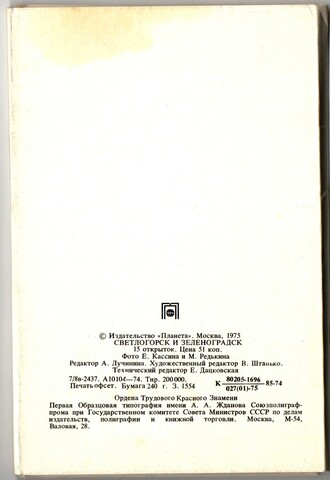 © Издательство «Планета». Москва, 1975
СВЕТЛОГОРСК И ЗЕЛЕНОГРАДСК
15 открыток. Цена 51 коп.
Фото Е. Кассина и М. Редькина
Редактор А. Лучинина. Художественный редактор В. Штанько.
Технический редактор Е. Дацковская
7/8в-2437. А10104—74. Тир. 200000.
Печать офсет. Бумага 240 г. З. 1554
К 80205-1696 85-74
027(01)-75
Ордена Трудового Красного Знамени
Первая Образцовая типография имени А. А. Жданова Союзполиграф-
прома при Государственном комитете Совета Министров СССР по делам
издательств, полиграфии и книжной торговли. Москва, М-54,
Валовая, 28.